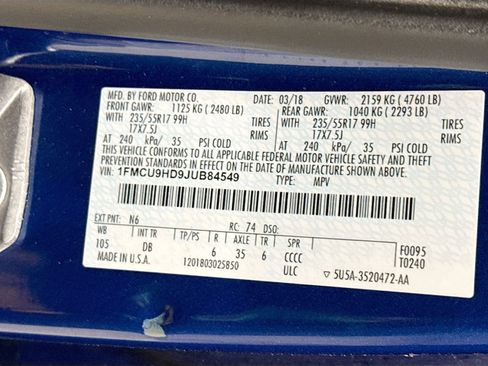 MFD. BY FORD MOTOR CO. 03/18 GVWR: 2159 KG ( 4760 LB)
FRONT GAWR: 1125 KG ( 2480 LB) REAR GAWR: 1040 KG ( 2293 LB)
WITH 235/55R17 99H TIRES WITH 235/55R17 99H TIRES
17X7.5J RIMS 17X7.5J RIMS
AT 240 kPa/ 35 PSI COLD AT 240 kPa/ 35 PSI COLD
THIS VEHICLE CONFORMS TO ALL APPLICABLE FEDERAL MOTOR VEHICLE SAFETY AND THEFT
PREVENTION STANDARDS IN EFFECT ON THE DATE OF MANUFACTURE SHOWN ABOVE.
VIN: 1FMCU9HD9JUB84549 TYPE: MPV
EXT PNT: N6 RC: 74 DSO: F0095
WB INT TR TP/PS R AXLE TR SPR T0240
105 DB 6 35 6 CCCC
MADE IN U.S.A. 1201803025850 ULC 5U5A-3520472-AA